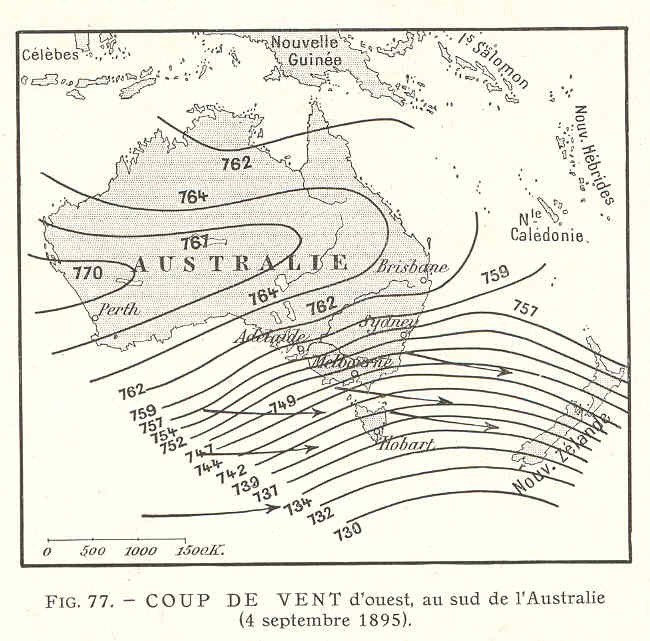 Célèbes
Nouvelle
Guinée
Is Salomon
Nouv. Hébrides
Nle
Calédonie.
762
764
767
770
AUSTRALIE
Brisbane
764
762
759
757
Perth
Adélaïde
Sydney
Melbourne
762
759
757
754
752
749
747
744
742
739
737
734
732
730
Hobart
Nouv. Zélande
0 500 1000 1500K.
FIG. 77. — COUP DE VENT d'ouest, au sud de l'Australie
(4 septembre 1895).